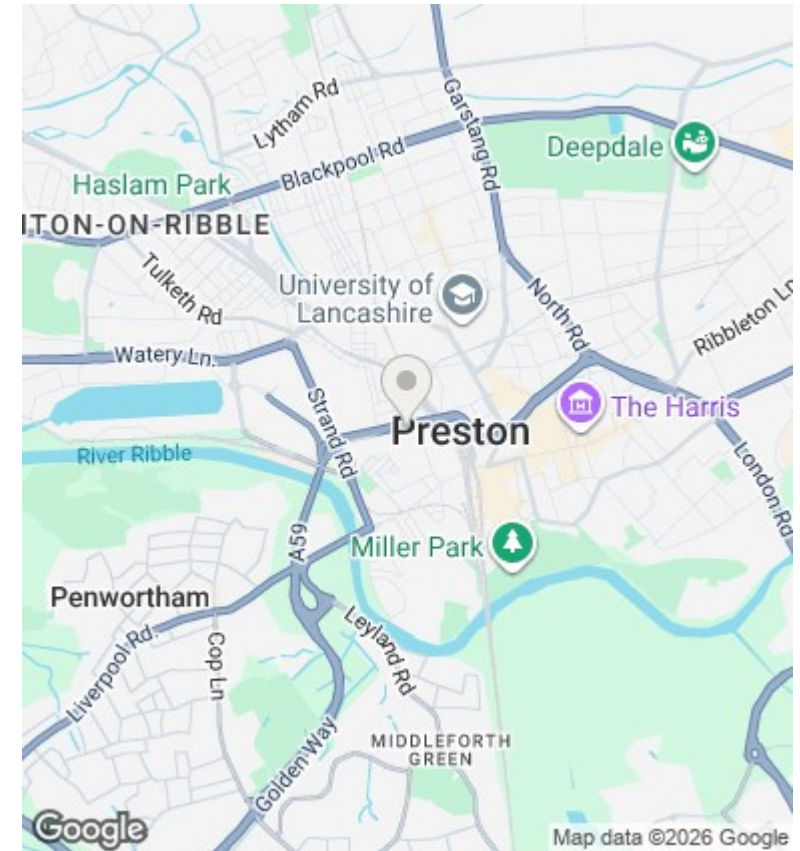 Lytham Rd
Garstang Rd
Deepdale
Blackpool Rd
Haslam Park
ITON-ON-RIBBLE
Tulketh Rd
University of
Lancashire
North Rd
Ribbleton Ln
Watery Ln.
Strand Rd
The Harris
Preston
River Ribble
London Rd
A59
Miller Park
Penwortham
Leyland Rd
Liverpool Rd.
Cop Ln
Golden Way
MIDDLEFORTH
GREEN
Google
Map data ©2026 Google